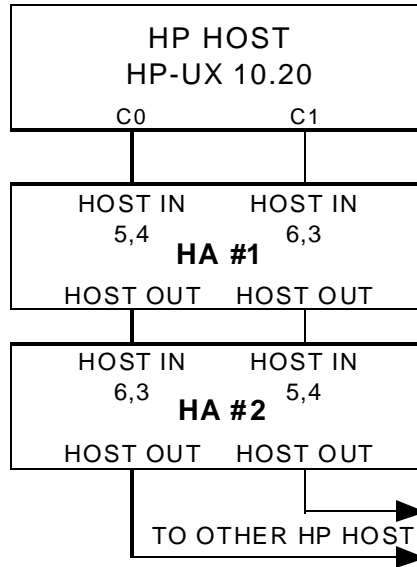 HP HOST
HP-UX 10.20
C0 C1
HOST IN HOST IN
5,4 6,3
HA #1
HOST OUT HOST OUT
HOST IN HOST IN
6,3 5,4
HA #2
HOST OUT HOST OUT
TO OTHER HP HOST